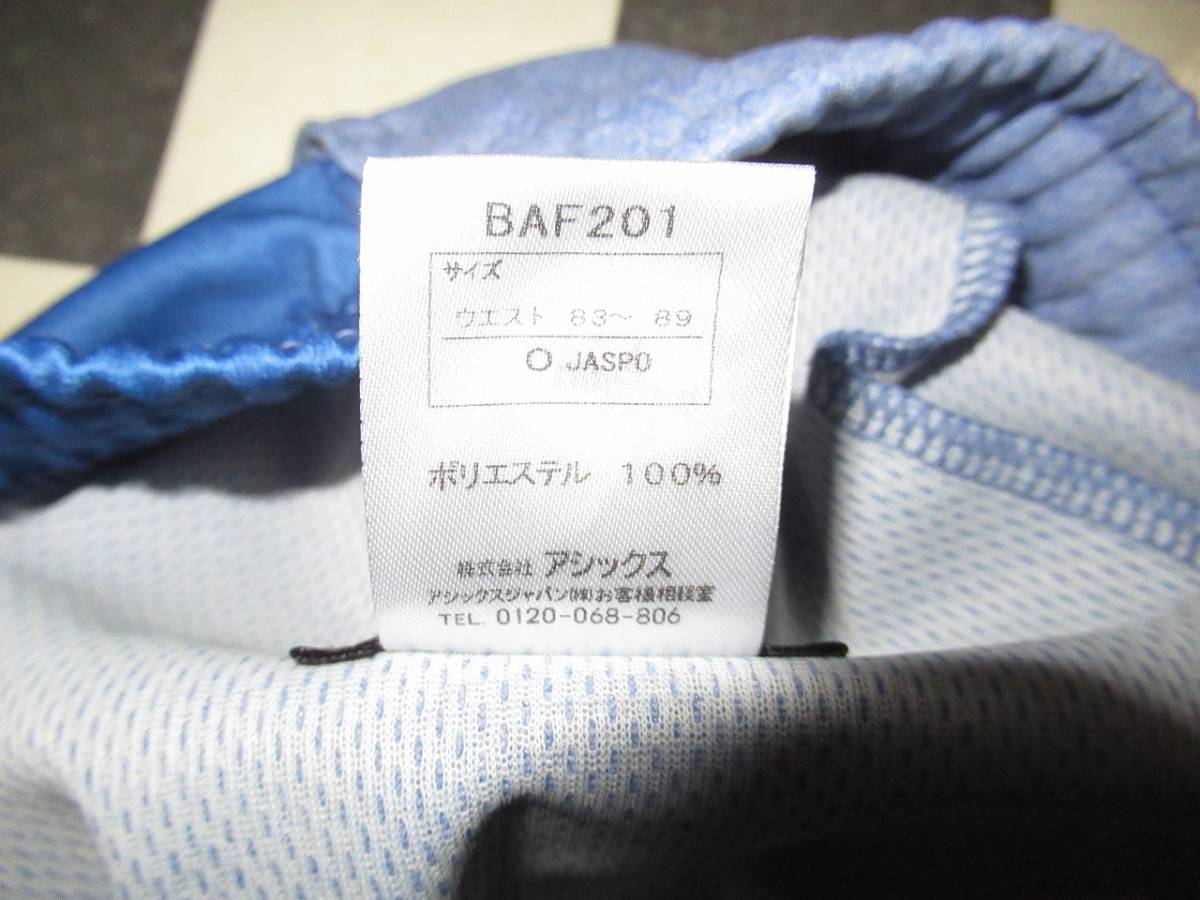 BAF201
サイズ
ウエスト 83～ 89
O JASPO
ポリエステル 100%
株式会社 アシックス
アシックスジャパン(株)お客様相談室
TEL. 0120-068-806